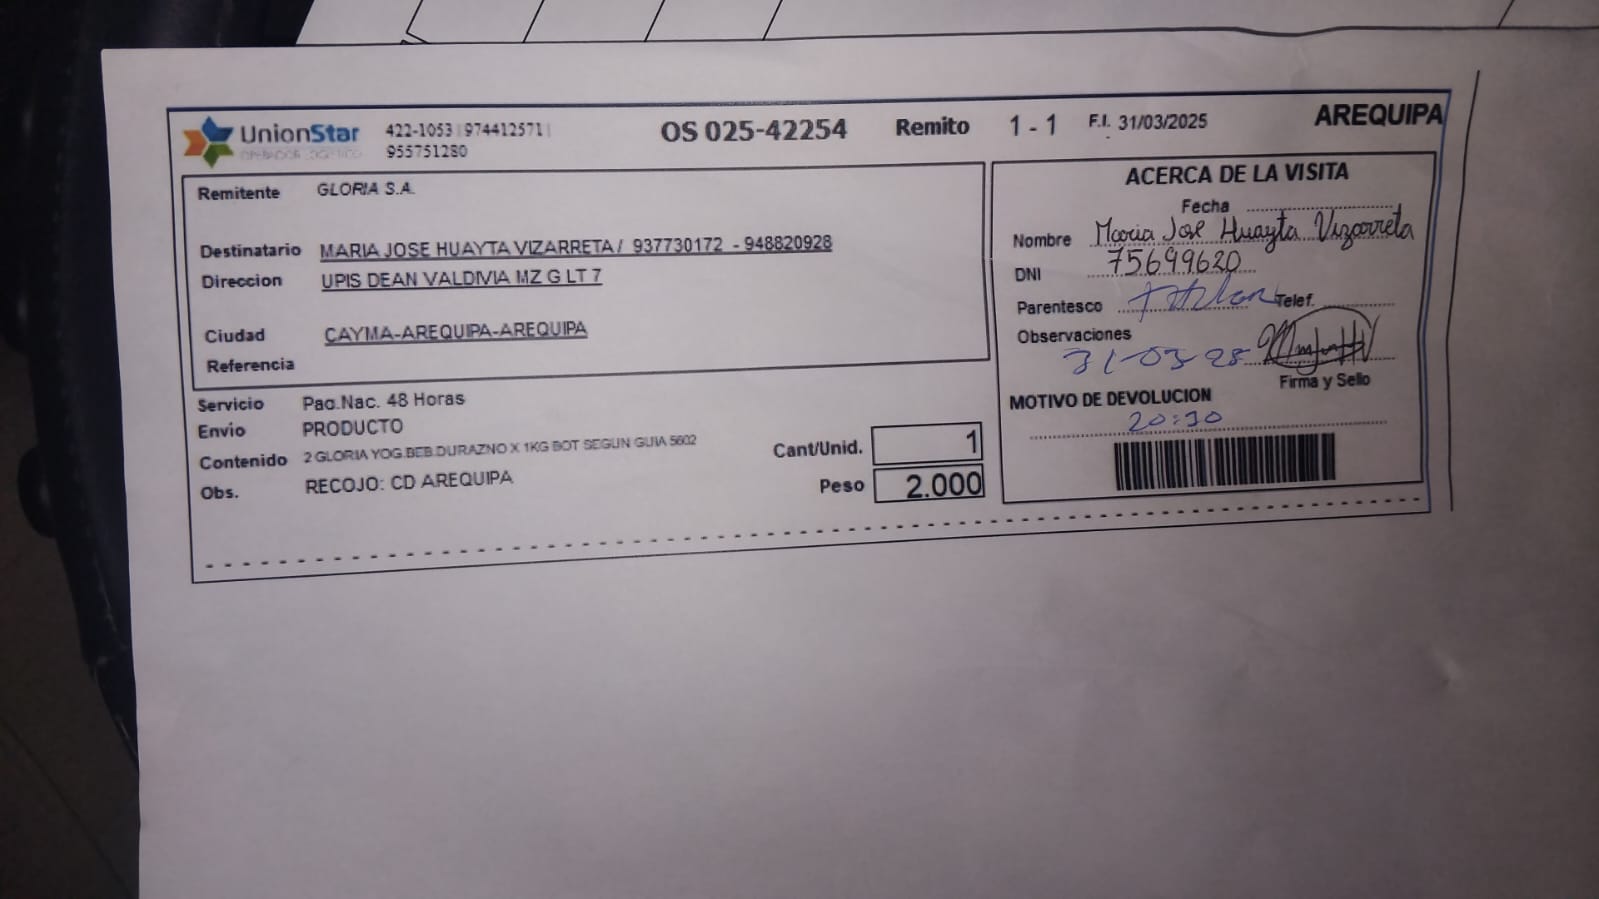 UnionStar 422-1053 | 974412571 | OS 025-42254 Remito 1 - 1 F.I. 31/03/2025 AREQUIPA
OPERADOR LOGISTICO 955751280
Remitente GLORIA S.A.
Destinatario MARIA JOSE HUAYTA VIZARRETA / 937730172 - 948820928
Direccion UPIS DEAN VALDIVIA MZ G LT 7
Ciudad CAYMA-AREQUIPA-AREQUIPA
Referencia
Servicio Paq.Nac. 48 Horas
Envio PRODUCTO
Contenido 2 GLORIA YOG.BEB.DURAZNO X 1KG BOT SEGUN GUIA 5602
Obs. RECOJO: CD AREQUIPA
Cant/Unid. 1
Peso 2.000
ACERCA DE LA VISITA
Fecha
Nombre Maria Jose Huayta Vizarreta
DNI 75699620
Parentesco Titular Telef.
Observaciones
31-03-25
Firma y Sello
MOTIVO DE DEVOLUCION